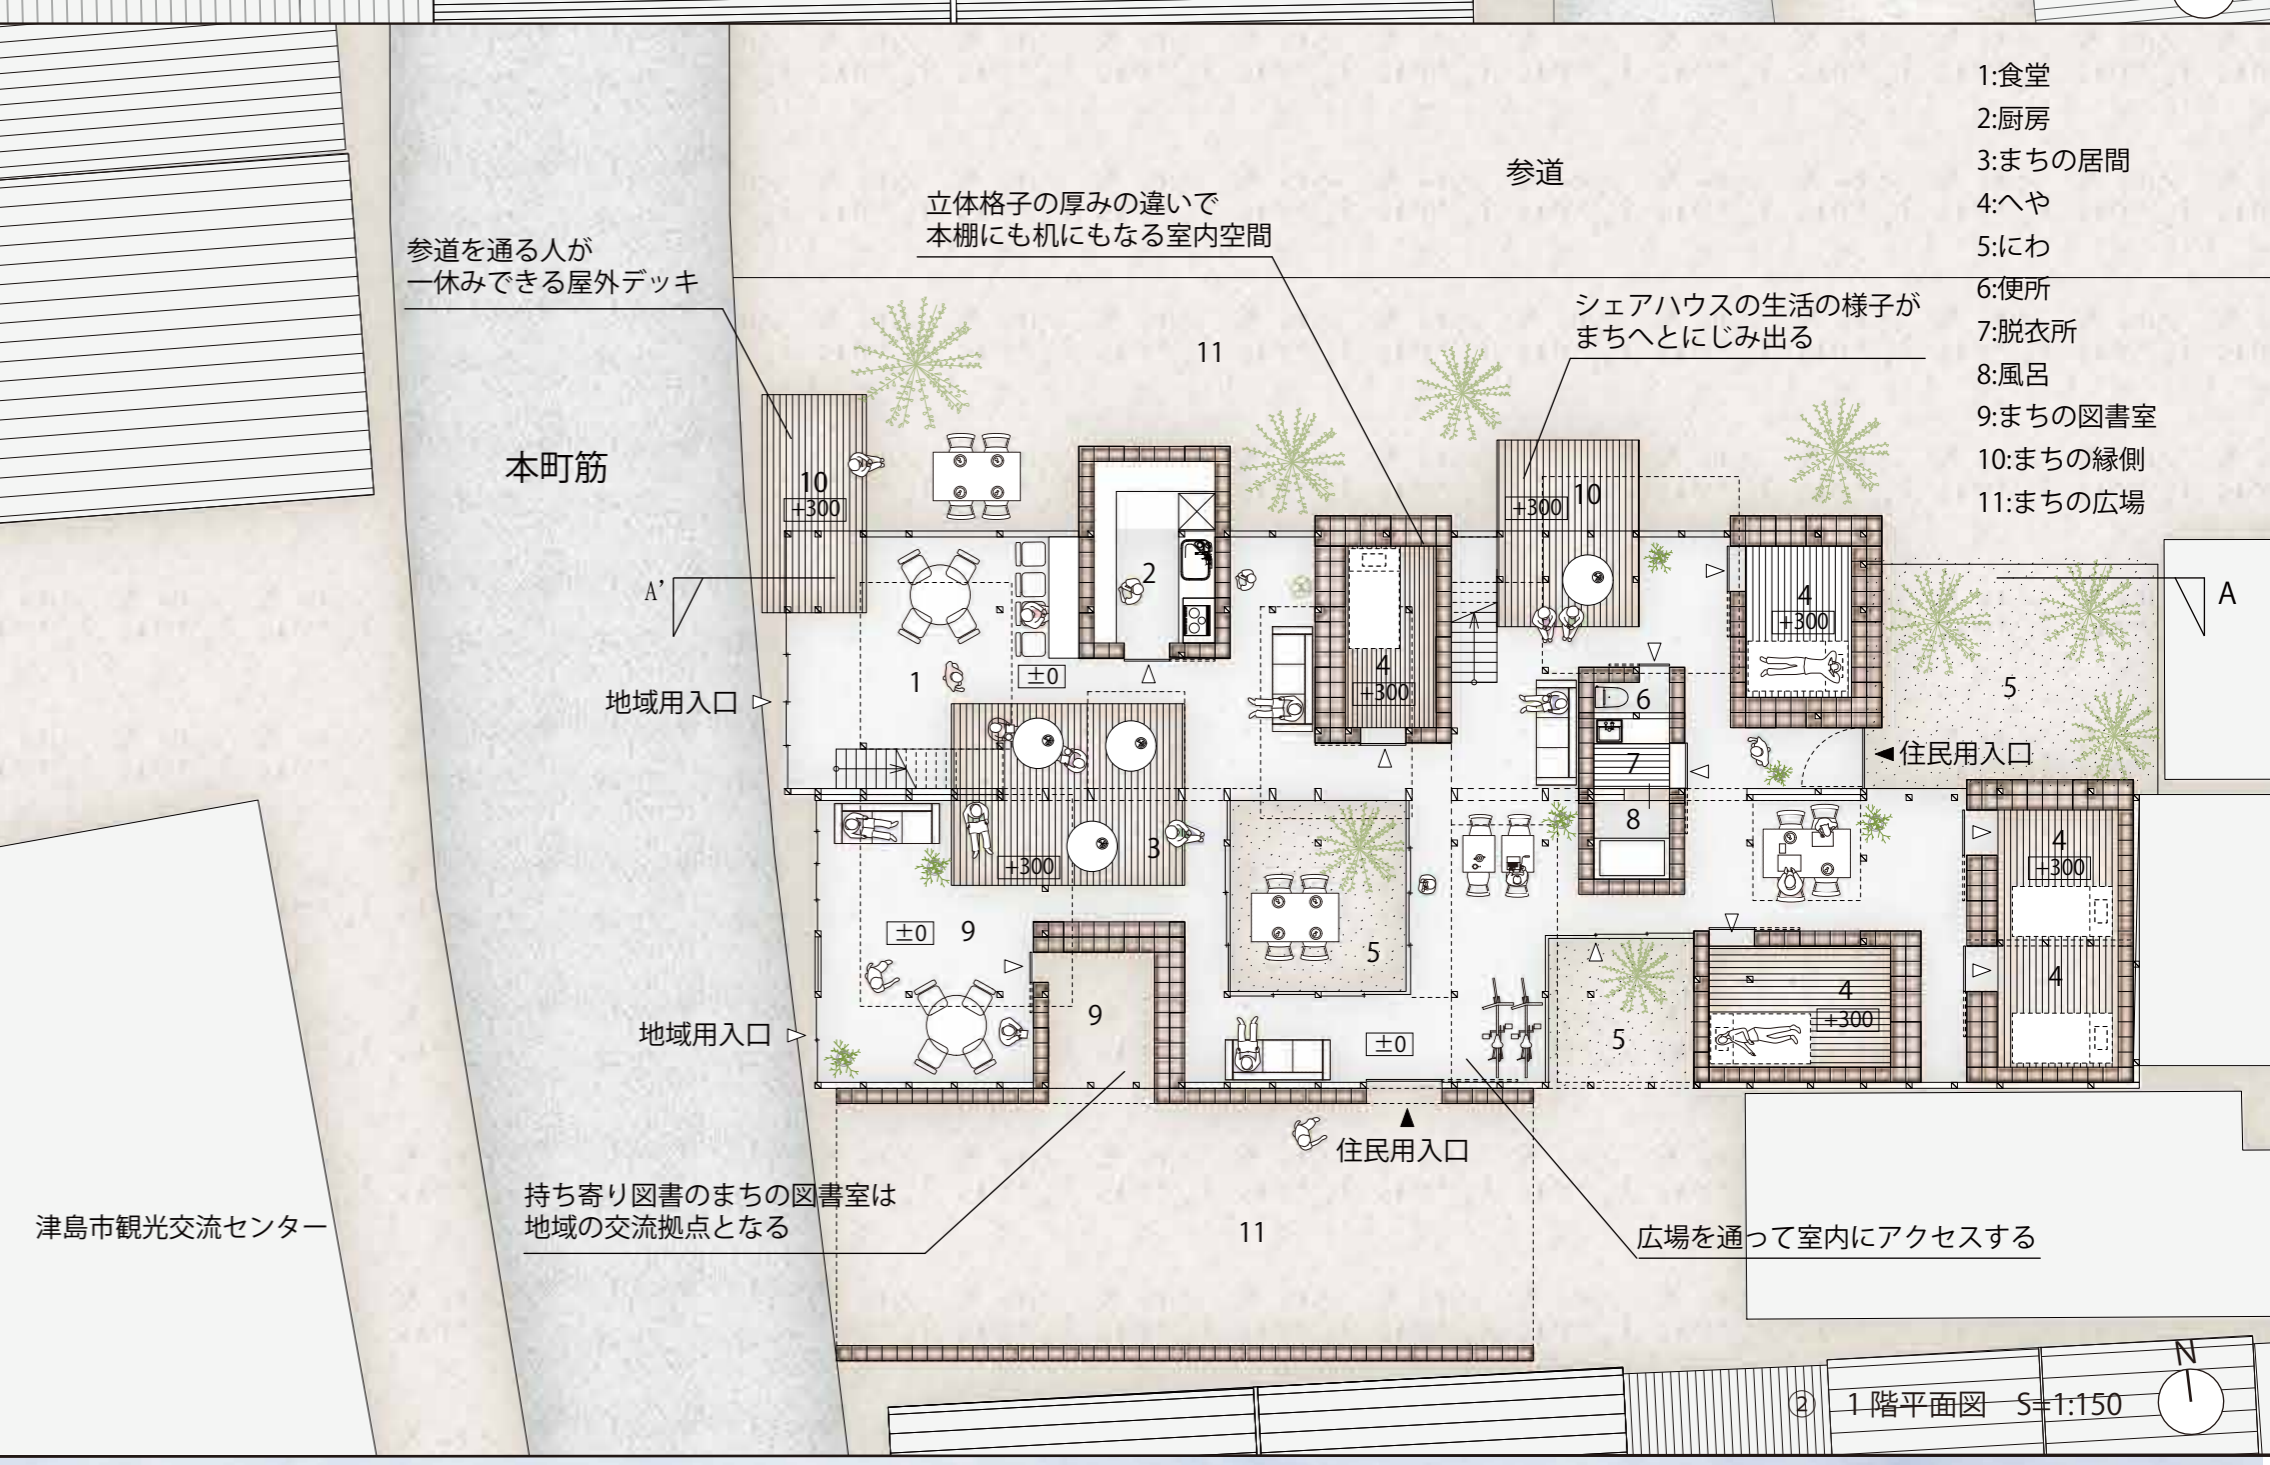 1:食堂
2:厨房
3:まちの居間
4:へや
5:にわ
6:便所
7:脱衣所
8:風呂
9:まちの図書室
10:まちの縁側
11:まちの広場
参道
立体格子の厚みの違いで
本棚にも机にもなる室内空間
参道を通る人が
一休みできる屋外デッキ
シェアハウスの生活の様子が
まちへとにじみ出る
11
本町筋
10
+300
10
+300
2
A'
A
4
+300
4
+300
1
±0
地域用入口
5
6
7
8
住民用入口
3
+300
4
+300
±0
9
5
4
4
+300
9
5
地域用入口
±0
住民用入口
持ち寄り図書のまちの図書室は
地域の交流拠点となる
津島市観光交流センター
11
広場を通って室内にアクセスする
N
② 1階平面図 S=1:150